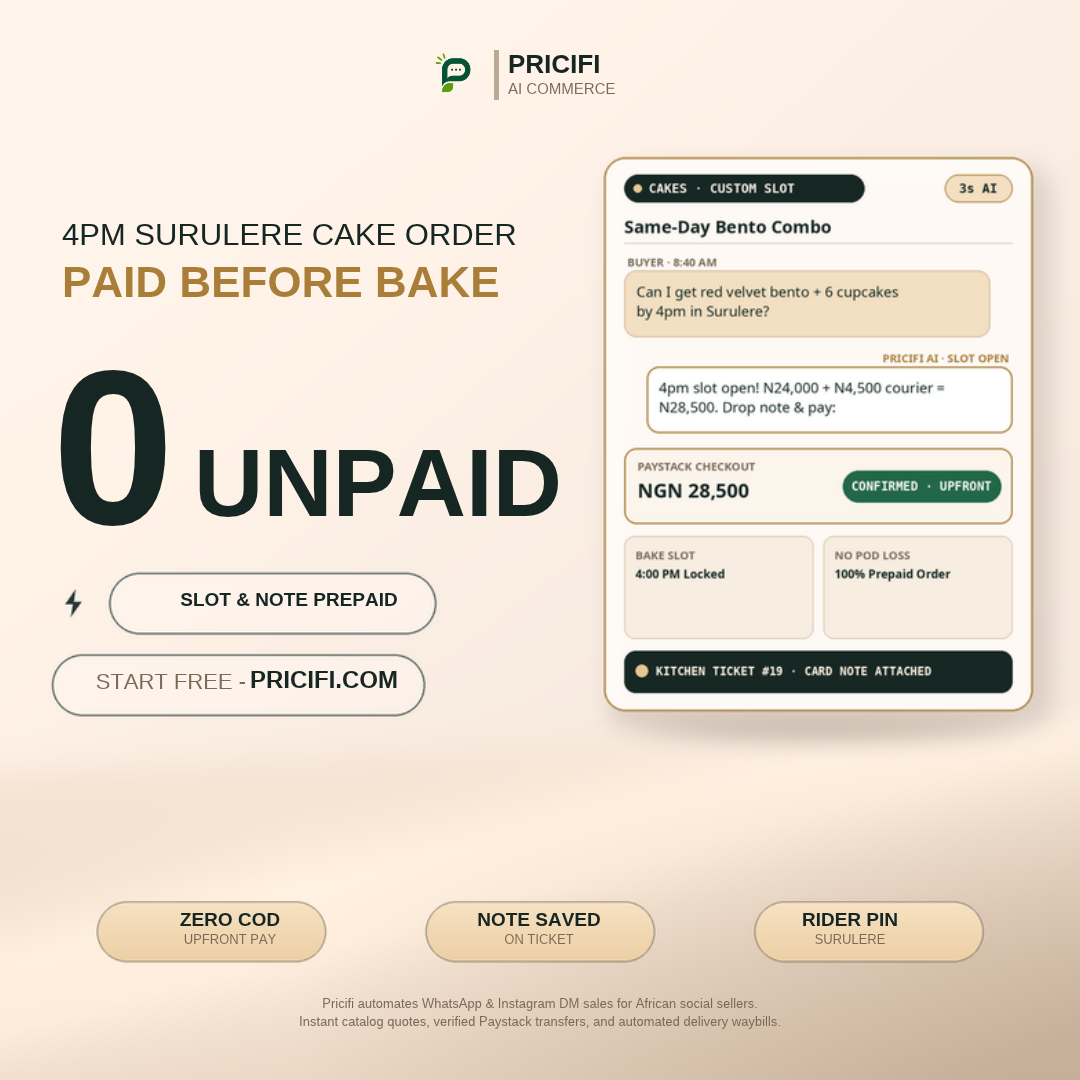 PRICIFI
AI COMMERCE
4PM SURULERE CAKE ORDER
PAID BEFORE BAKE
0 UNPAID
SLOT & NOTE PREPAID
START FREE - PRICIFI.COM
CAKES · CUSTOM SLOT
3s AI
Same-Day Bento Combo
BUYER · 8:40 AM
Can I get red velvet bento + 6 cupcakes
by 4pm in Surulere?
PRICIFI AI · SLOT OPEN
4pm slot open! N24,000 + N4,500 courier =
N28,500. Drop note & pay:
PAYSTACK CHECKOUT
NGN 28,500
CONFIRMED · UPFRONT
BAKE SLOT
4:00 PM Locked
NO POD LOSS
100% Prepaid Order
KITCHEN TICKET #19 · CARD NOTE ATTACHED
ZERO COD
UPFRONT PAY
NOTE SAVED
ON TICKET
RIDER PIN
SURULERE
Pricifi automates WhatsApp & Instagram DM sales for African social sellers.
Instant catalog quotes, verified Paystack transfers, and automated delivery waybills.